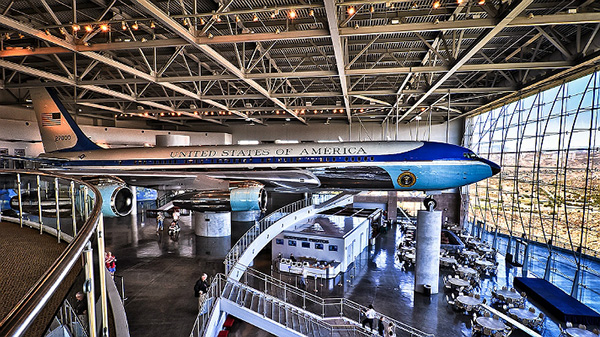 UNITED STATES OF AMERICA
27000